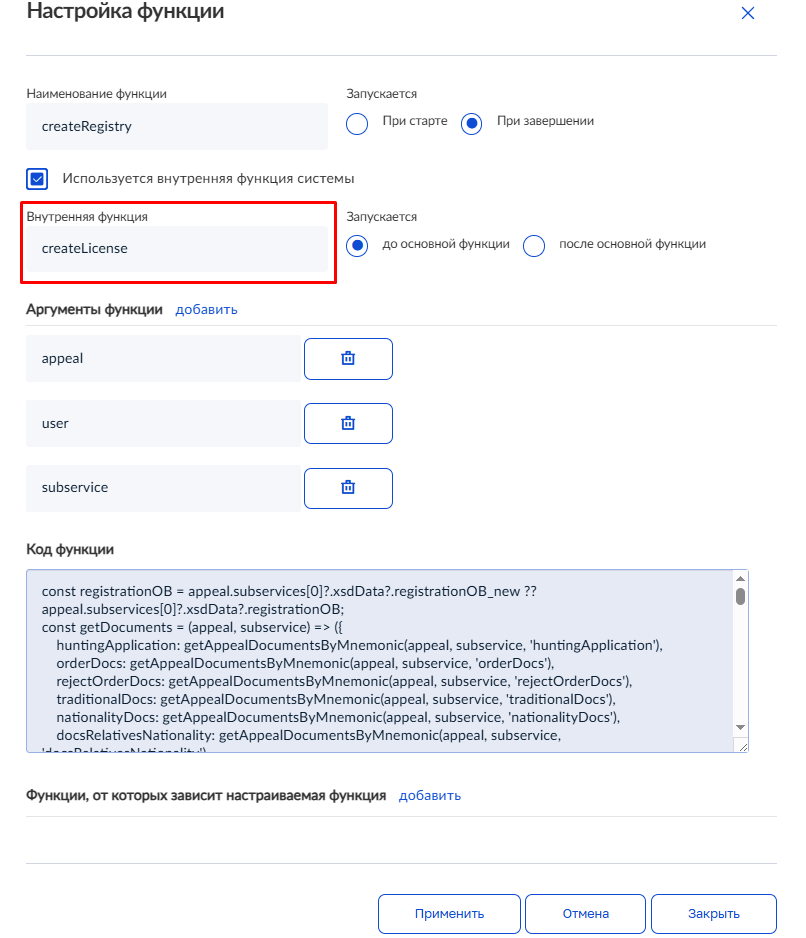 Настройка функции
Наименование функции
Запускается
createRegistry
При старте
При завершении
Используется внутренняя функция системы
Внутренняя функция
Запускается
createLicense
до основной функции
после основной функции
Аргументы функции добавить
appeal
user
subservice
Код функции
const registrationOB = appeal.subservices[0]?.xsdData?.registrationOB_new ??
appeal.subservices[0]?.xsdData?.registrationOB;
const getDocuments = (appeal, subservice) => ({
huntingApplication: getAppealDocumentsByMnemonic(appeal, subservice, 'huntingApplication'),
orderDocs: getAppealDocumentsByMnemonic(appeal, subservice, 'orderDocs'),
rejectOrderDocs: getAppealDocumentsByMnemonic(appeal, subservice, 'rejectOrderDocs'),
traditionalDocs: getAppealDocumentsByMnemonic(appeal, subservice, 'traditionalDocs'),
nationalityDocs: getAppealDocumentsByMnemonic(appeal, subservice, 'nationalityDocs'),
docsRelativesNationality: getAppealDocumentsByMnemonic(appeal, subservice,
'docsRelativesNationality')
Функции, от которых зависит настраиваемая функция добавить
Применить
Отмена
Закрыть